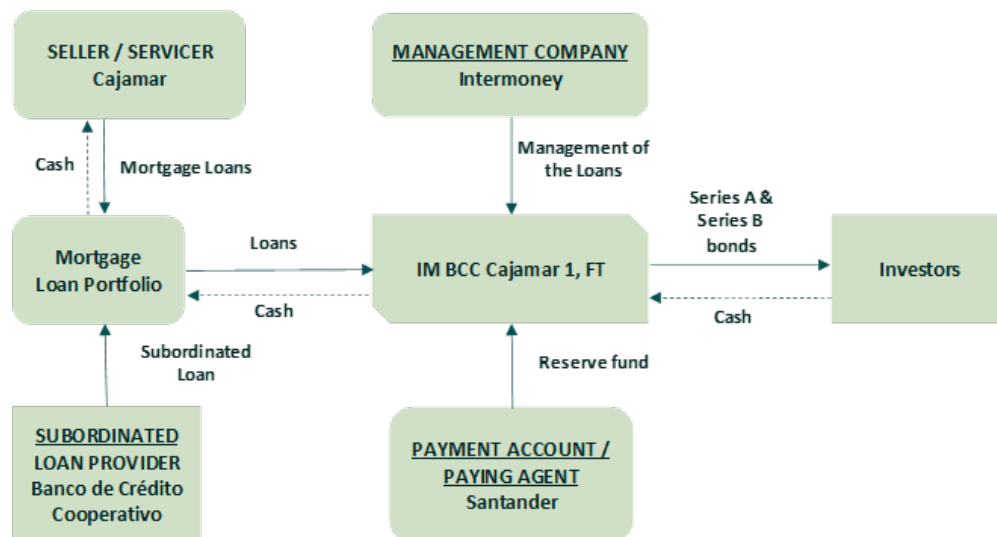 SELLER / SERVICER
Cajamar
MANAGEMENT COMPANY
Intermoney
Cash
Mortgage Loans
Management of
the Loans
Series A &
Series B
bonds
Mortgage
Loan Portfolio
Loans
Cash
IM BCC Cajamar 1, FT
Cash
Investors
Subordinated
Loan
Reserve fund
SUBORDINATED
LOAN PROVIDER
Banco de Crédito
Cooperativo
PAYMENT ACCOUNT /
PAYING AGENT
Santander